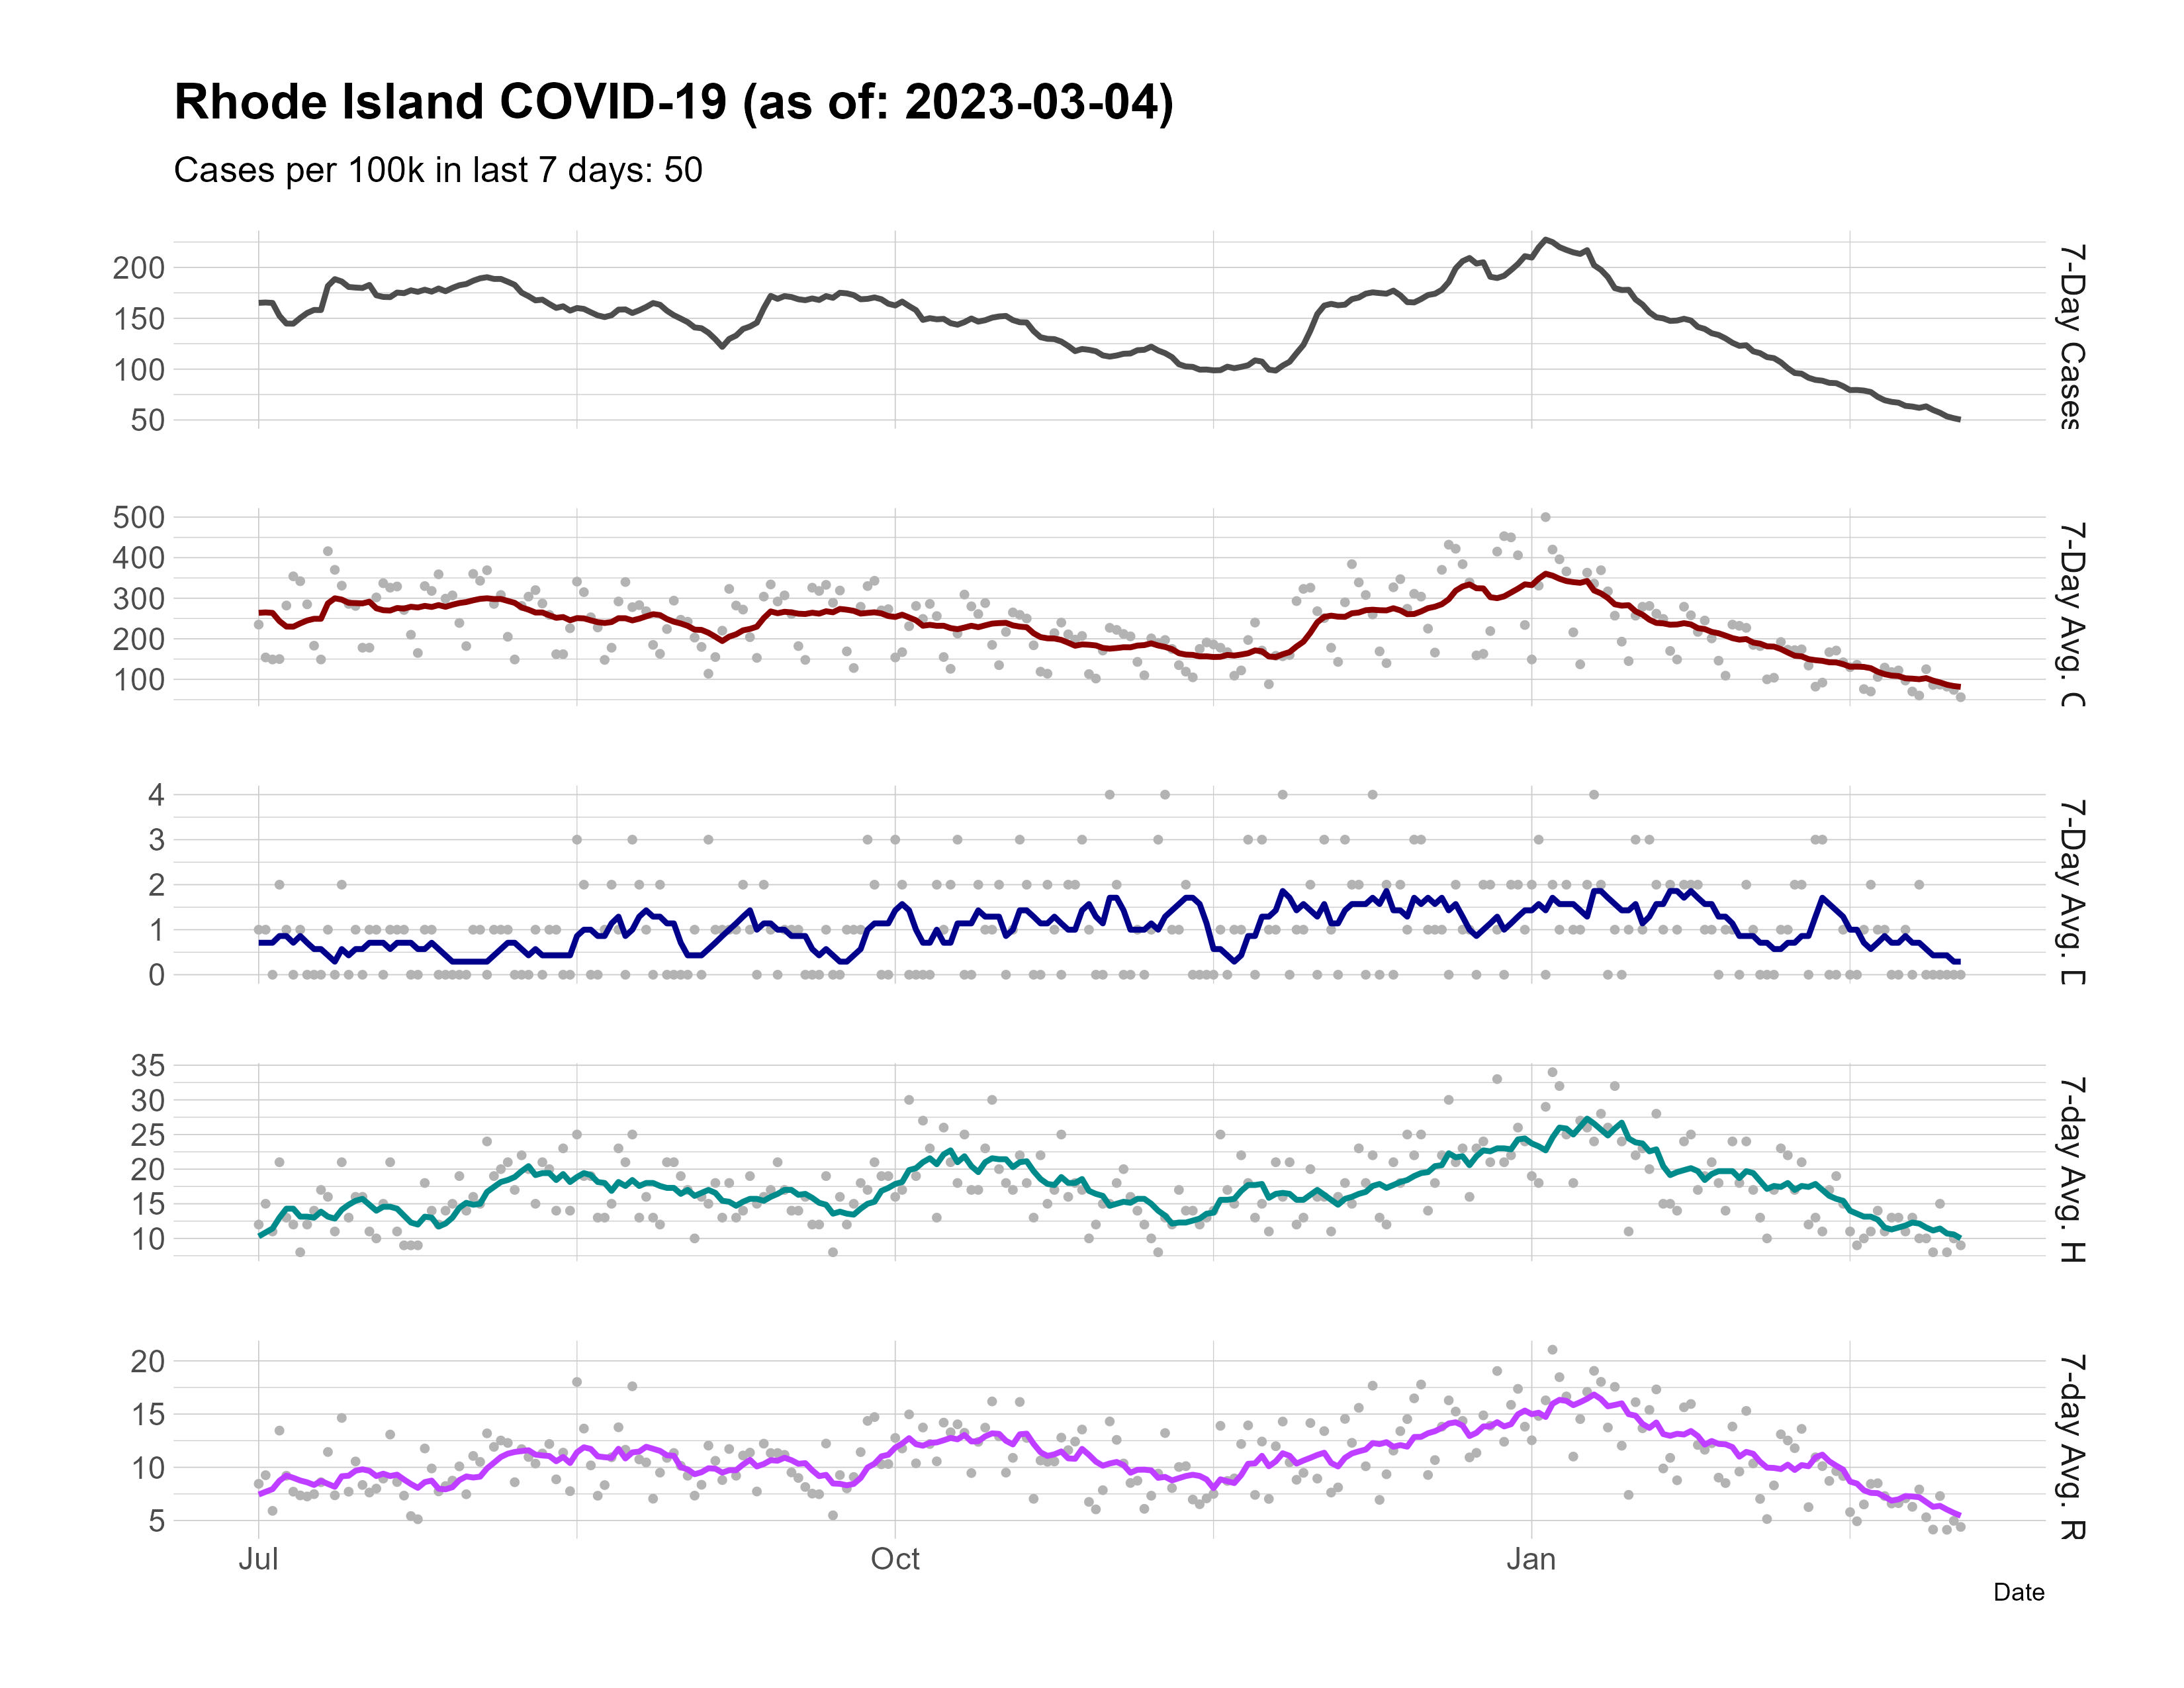 Rhode Island COVID-19 (as of: 2023-03-04)
Cases per 100k in last 7 days: 50
200
150
100
50
7-Day Cases
500
400
300
200
100
7-Day Avg.
4
3
2
1
0
7-Day Avg.
35
30
25
20
15
10
7-day Avg. H
20
15
10
5
7-day Avg. R
Jul
Oct
Jan
Date